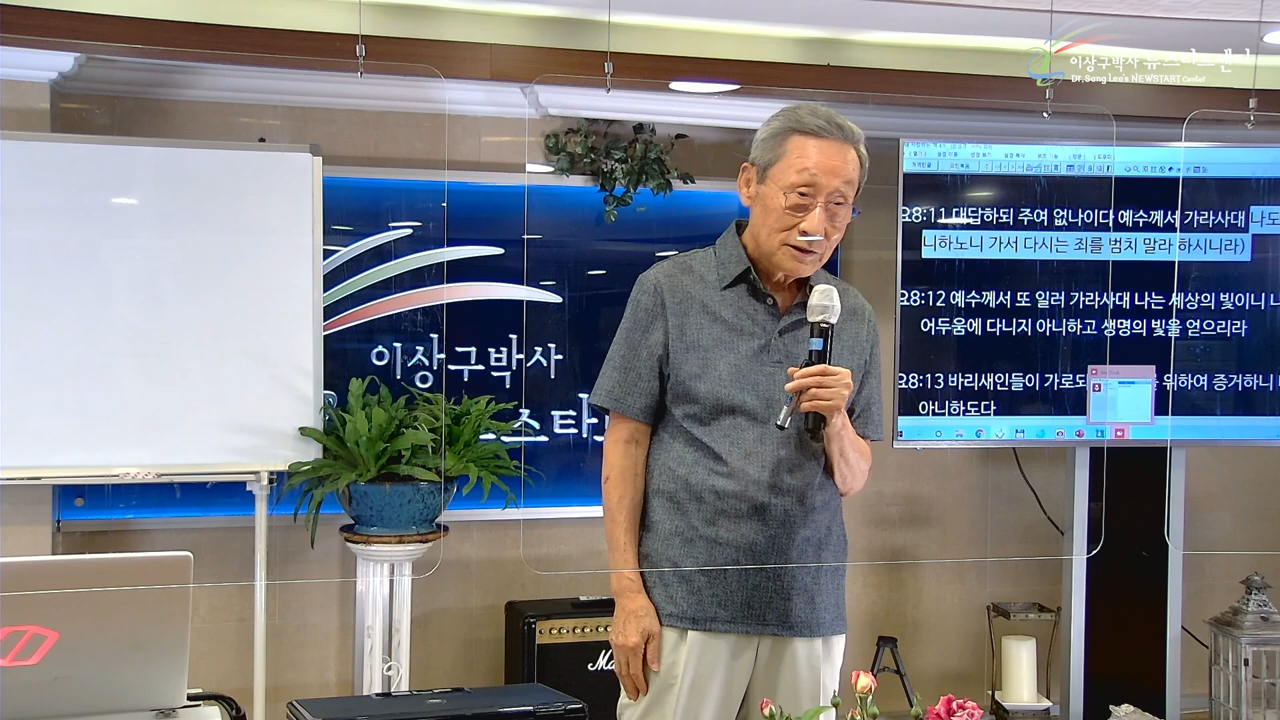 이상구박사 뉴스타트 센터
Dr. Sang Lee's NEWSTART Center
이상구박사
스타
요8:11 대답하되 주여 없나이다 예수께서 가라사대 나도
니하노니 가서 다시는 죄를 범치 말라 하시니라)
요8:12 예수께서 또 일러 가라사대 나는 세상의 빛이니 나
어두움에 다니지 아니하고 생명의 빛을 얻으리라
요8:13 바리새인들이 가로되 위하여 증거하니
아니하도다